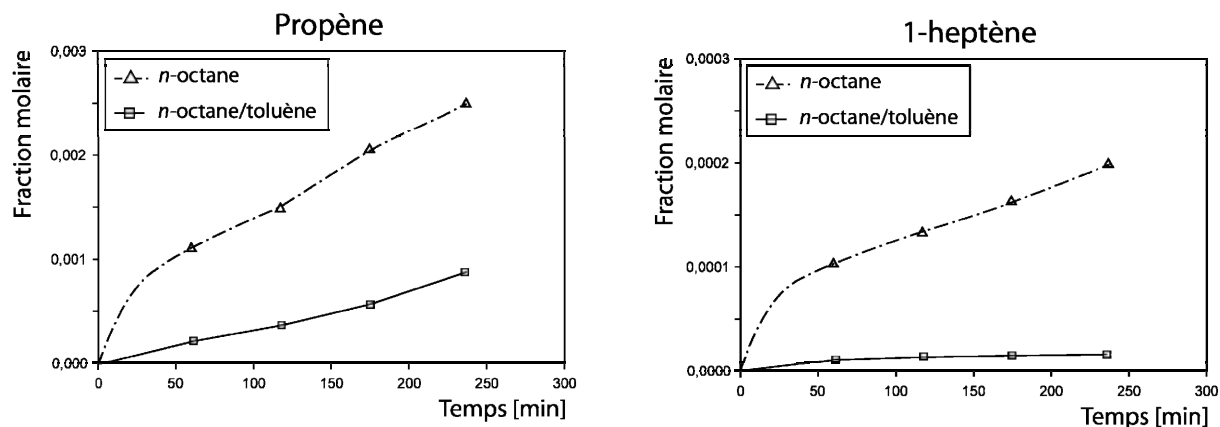 Propène
Fraction molaire
0,003
0,002
0,001
0,000
n-octane
n-octane/toluène
0
50
100
150
200
250
300
Temps [min]
1-heptène
Fraction molaire
0,0003
0,0002
0,0001
0,0000
n-octane
n-octane/toluène
0
50
100
150
200
250
300
Temps [min]